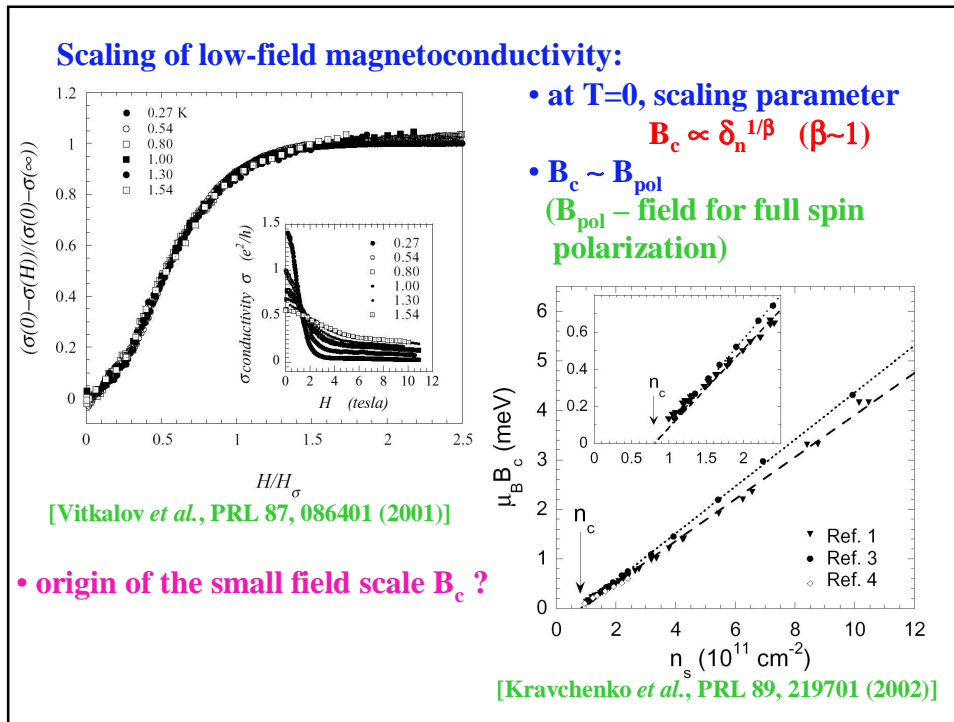 Scaling of low-field magnetoconductivity:
(σ(0)−σ(H))/(σ(0)−σ(∞))
1.2
1
0.8
0.6
0.4
0.2
0
0.27 K
0.54
0.80
1.00
1.30
1.54
σ conductivity σ (e²/h)
1.5
1
0.5
0
0.27
0.54
0.80
1.00
1.30
1.54
0 2 4 6 8 10 12
H (tesla)
0 0.5 1 1.5 2 2.5
H/Hσ
[Vitkalov et al., PRL 87, 086401 (2001)]
• origin of the small field scale Bc ?
• at T=0, scaling parameter
Bc ∝ δn^1/β (β~1)
• Bc ~ Bpol
(Bpol – field for full spin
polarization)
μBBc (meV)
6
5
4
3
2
1
0
0.6
0.4
0.2
0
nc
0 0.5 1 1.5 2
nc
Ref. 1
Ref. 3
Ref. 4
0 2 4 6 8 10 12
ns (10¹¹ cm⁻²)
[Kravchenko et al., PRL 89, 219701 (2002)]